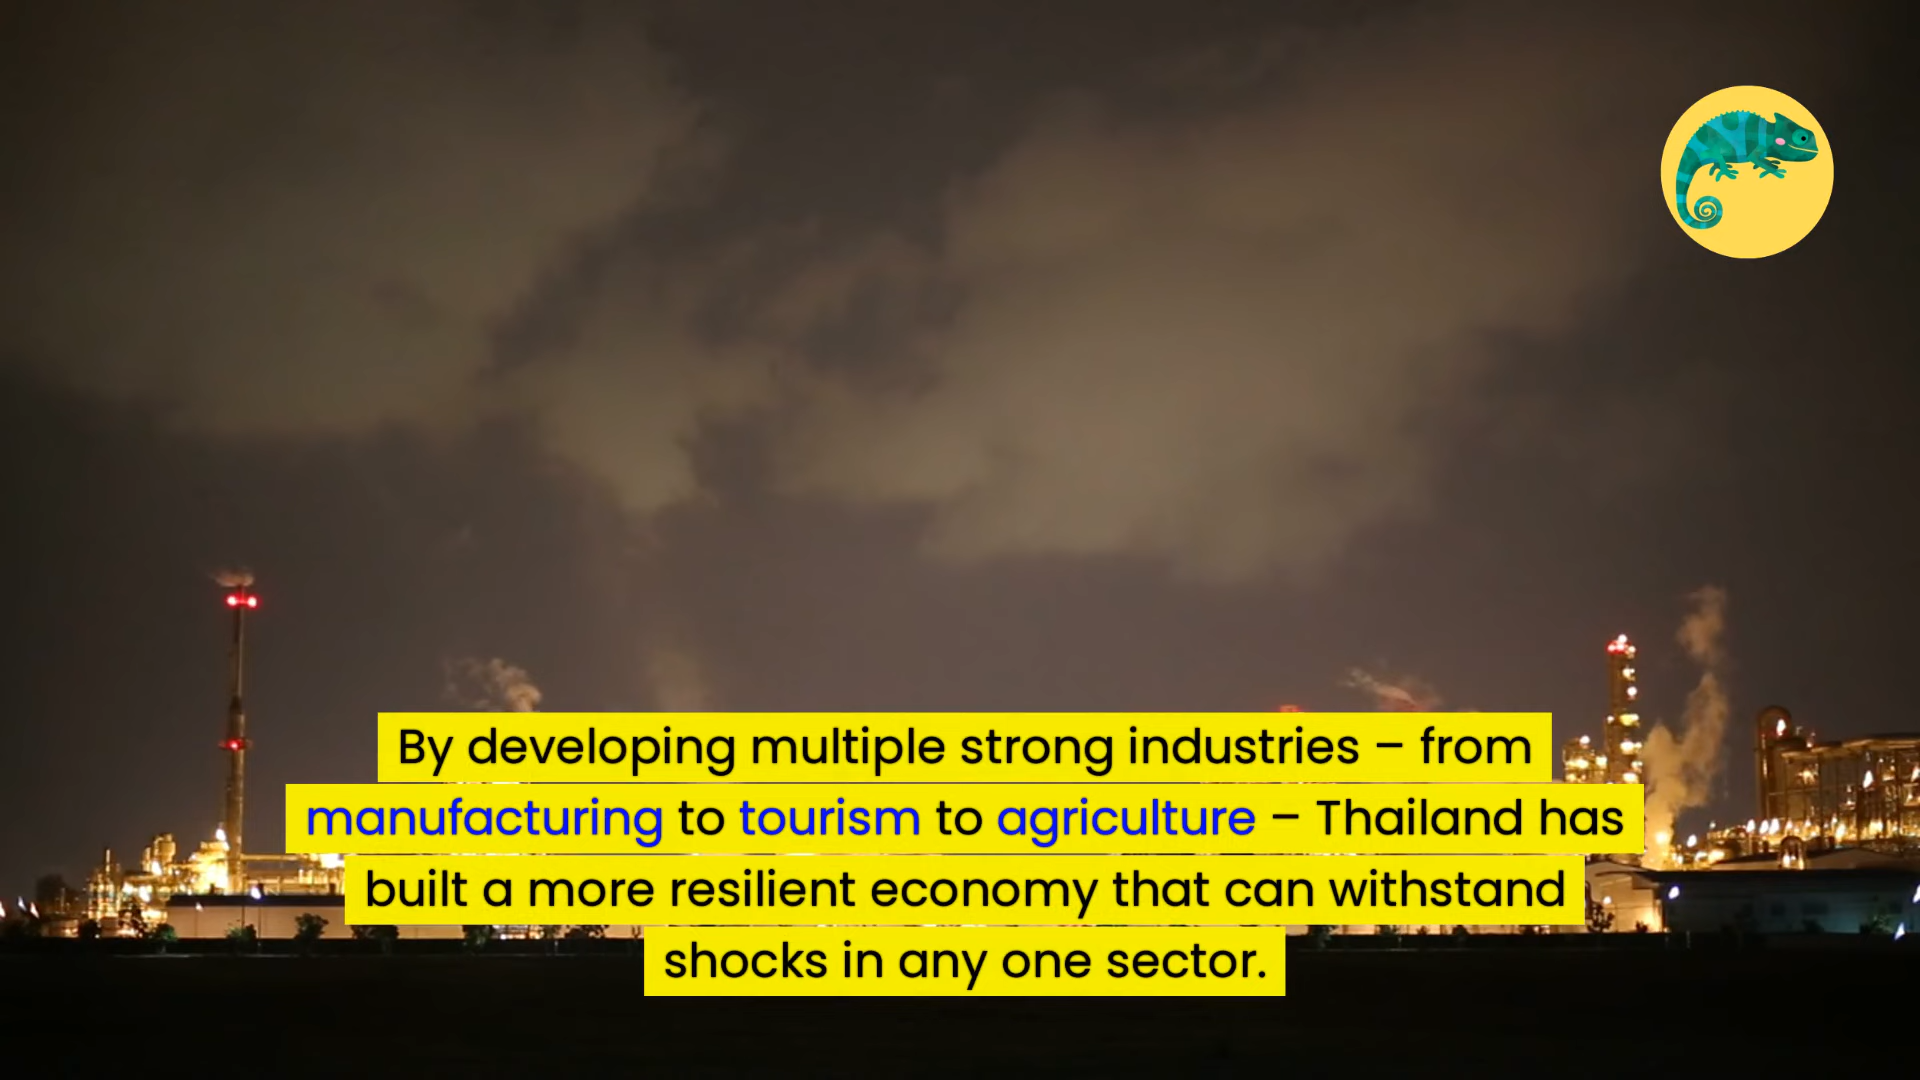 By developing multiple strong industries – from
manufacturing to tourism to agriculture – Thailand has
built a more resilient economy that can withstand
shocks in any one sector.